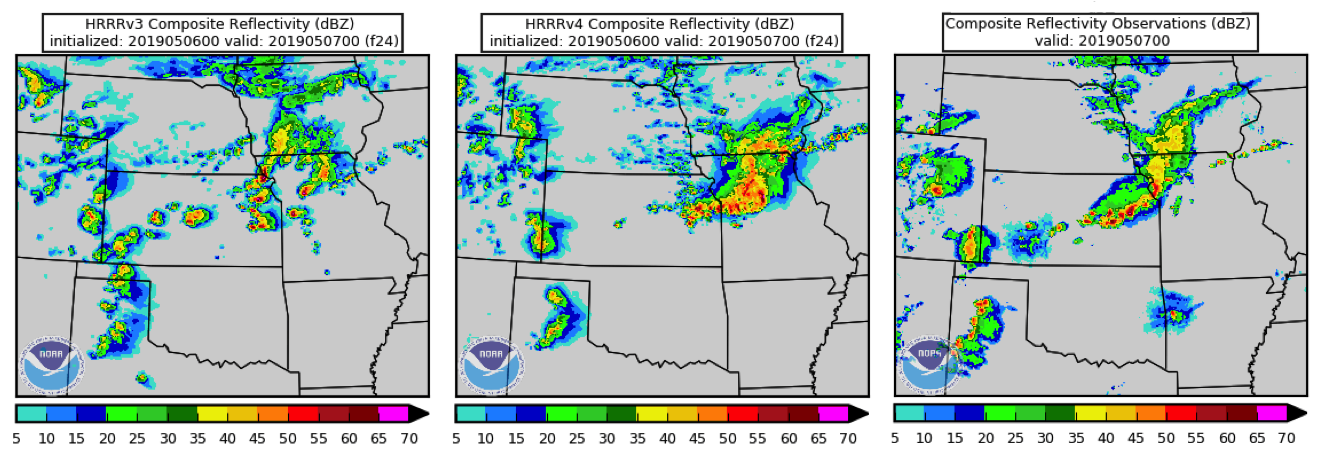 HRRRv3 Composite Reflectivity (dBZ)
initialized: 2019050600 valid: 2019050700 (f24)
HRRRv4 Composite Reflectivity (dBZ)
initialized: 2019050600 valid: 2019050700 (f24)
Composite Reflectivity Observations (dBZ)
valid: 2019050700
NOAA
NOAA
5 10 15 20 25 30 35 40 45 50 55 60 65 70
5 10 15 20 25 30 35 40 45 50 55 60 65 70
5 10 15 20 25 30 35 40 45 50 55 60 65 70